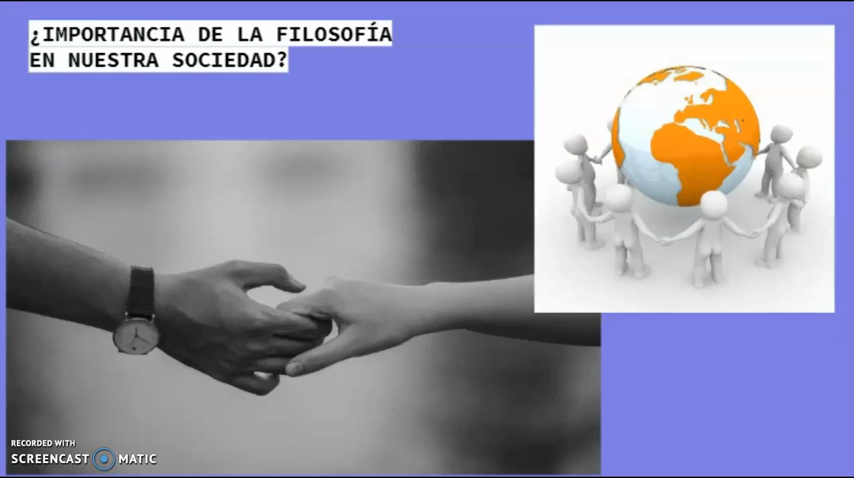 ¿IMPORTANCIA DE LA FILOSOFÍA
EN NUESTRA SOCIEDAD?
RECORDED WITH
SCREENCAST MATIC